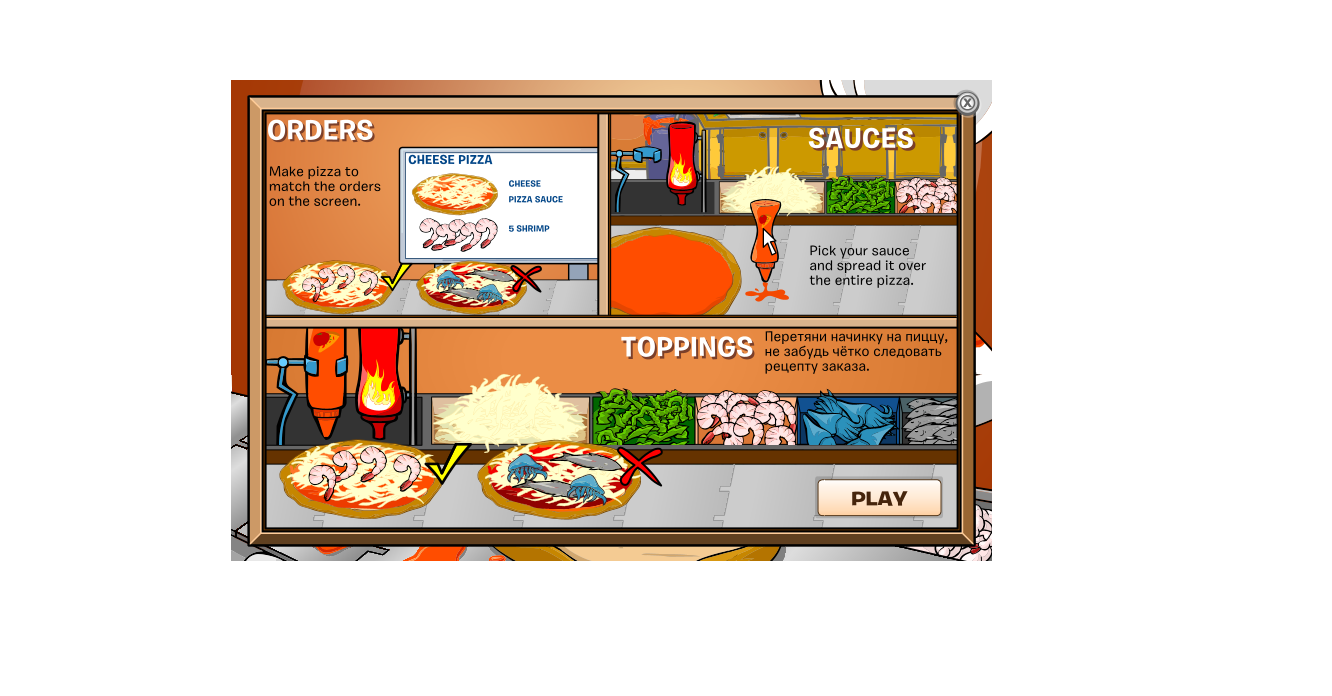 ORDERS
Make pizza to
match the orders
on the screen.
CHEESE PIZZA
CHEESE
PIZZA SAUCE
5 SHRIMP
SAUCES
Pick your sauce
and spread it over
the entire pizza.
TOPPINGS
Перетяни начинку на пиццу,
не забудь чётко следовать
рецепту заказа.
PLAY